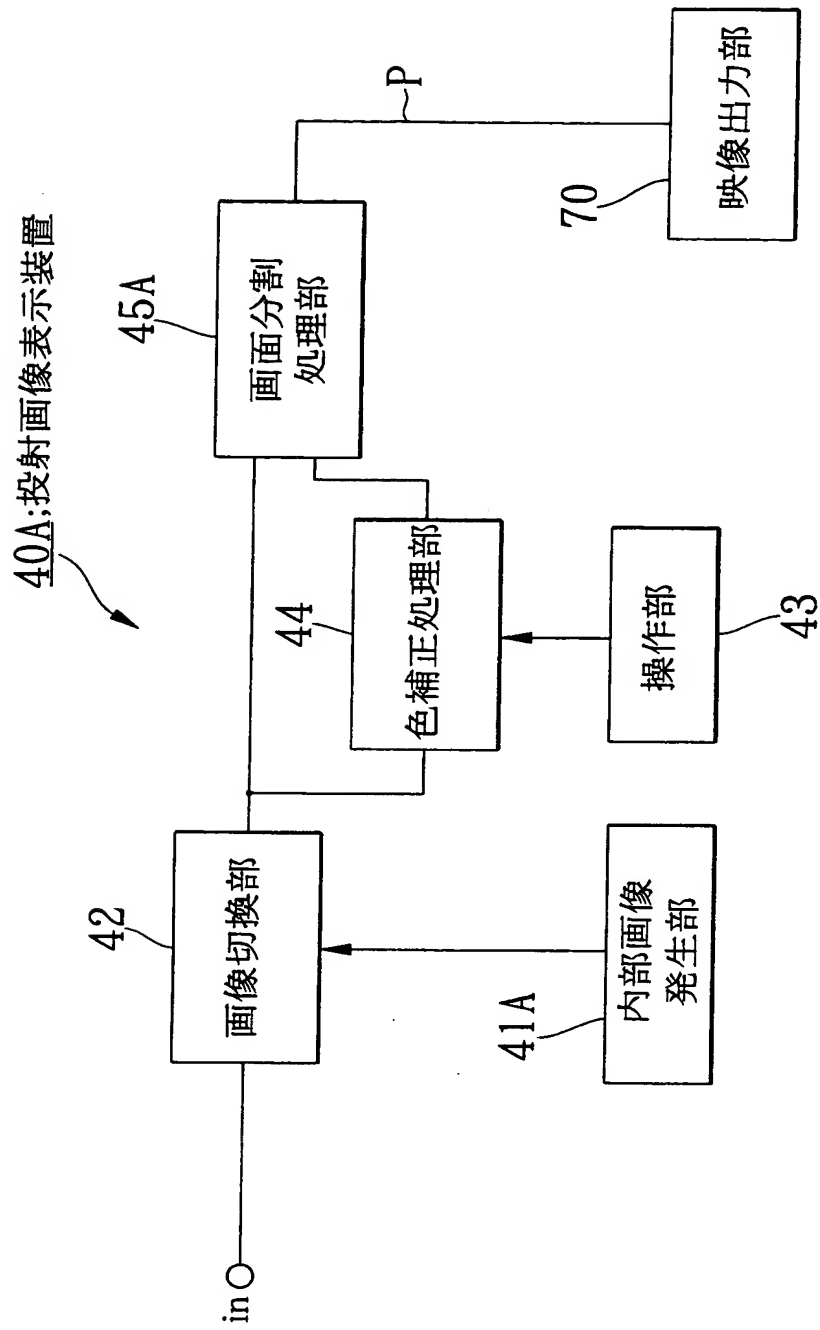 40A;投射画像表示装置
in
42
画像切換部
41A
内部画像
発生部
44
色補正処理部
43
操作部
45A
画面分割
処理部
P
70
映像出力部